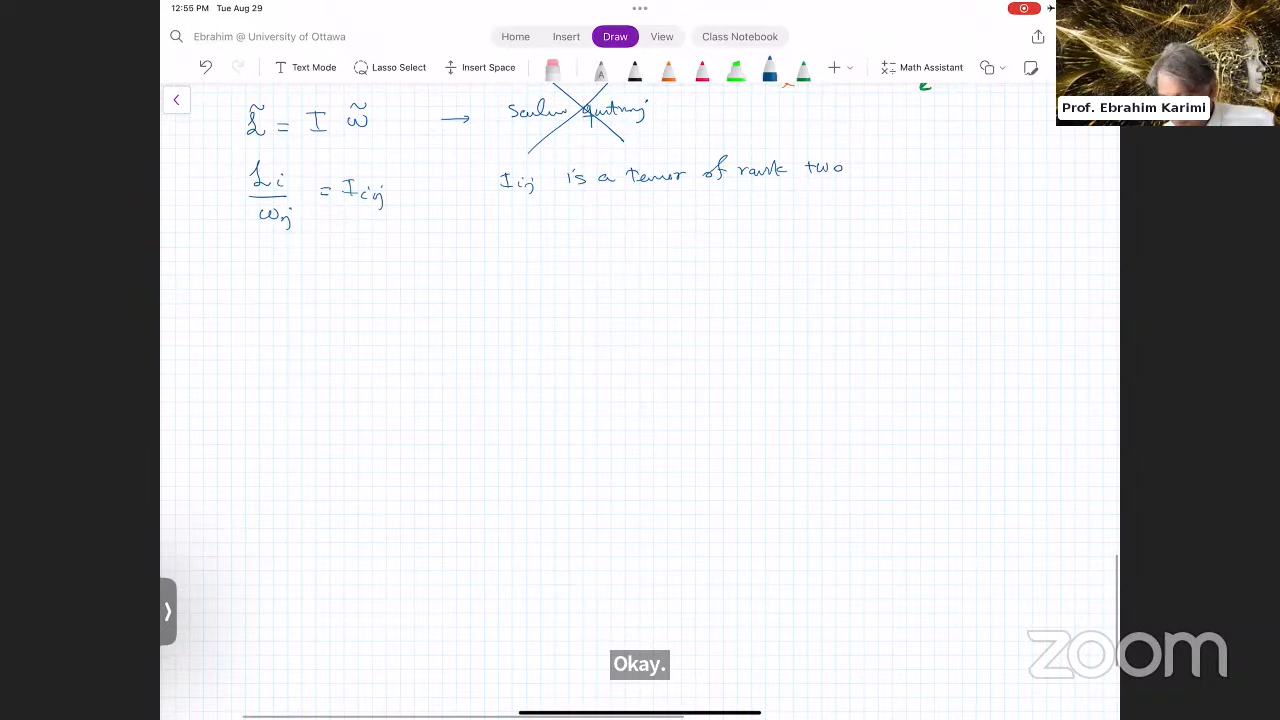 12:55 PM Tue Aug 29
Ebrahim @ University of Ottawa
Home Insert Draw View Class Notebook
Text Mode Lasso Select Insert Space Math Assistant
Prof. Ebrahim Karimi
L̃ = I ω̃ →
Li / ωj = Iij
Iij is a tensor of rank two
Okay.
zoom